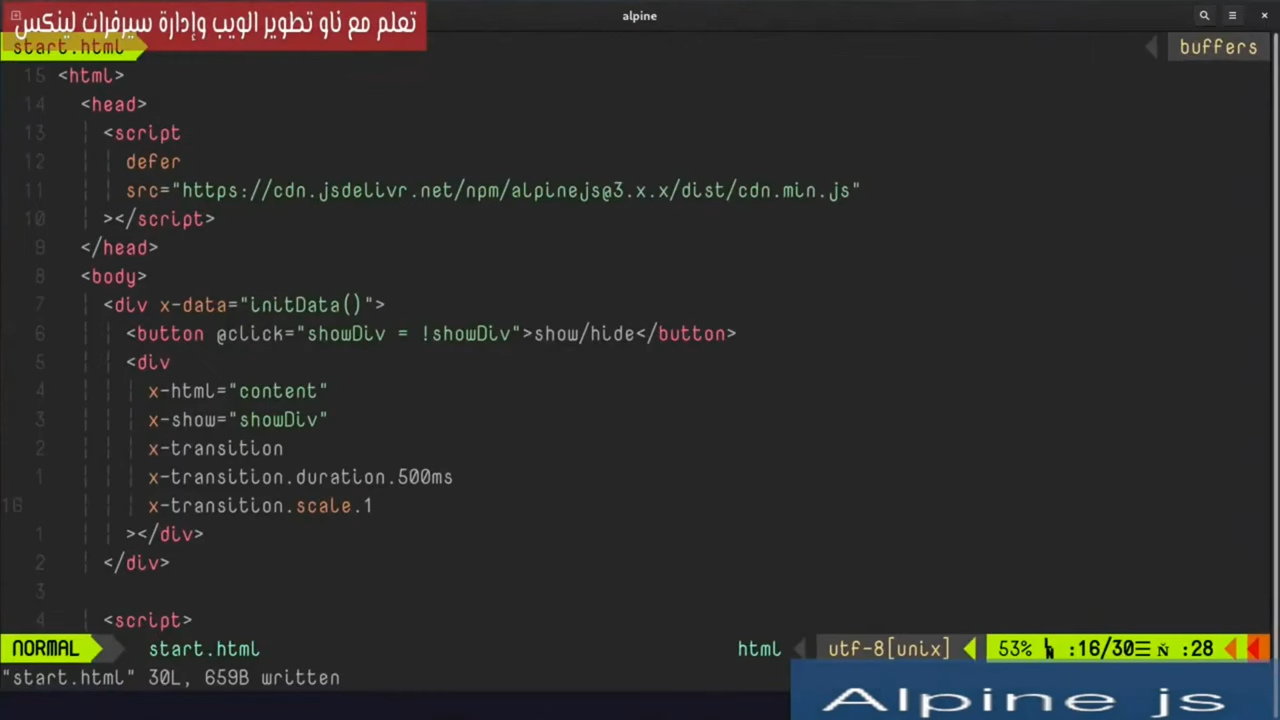 تعلم مع ناو تطوير الويب وإدارة سيرفرات لينكس
alpine
start.html
buffers
15 <html>
14 <head>
13 <script
12 defer
11 src="https://cdn.jsdelivr.net/npm/alpinejs@3.x.x/dist/cdn.min.js"
10 ></script>
9 </head>
8 <body>
7 <div x-data="initData()">
6 <button @click="showDiv = !showDiv">show/hide</button>
5 <div
4 x-html="content"
3 x-show="showDiv"
2 x-transition
1 x-transition.duration.500ms
16 x-transition.scale.1
1 ></div>
2 </div>
3
4 <script>
NORMAL start.html html utf-8[unix] 53% :16/30 :28
"start.html" 30L, 659B written
Alpine js